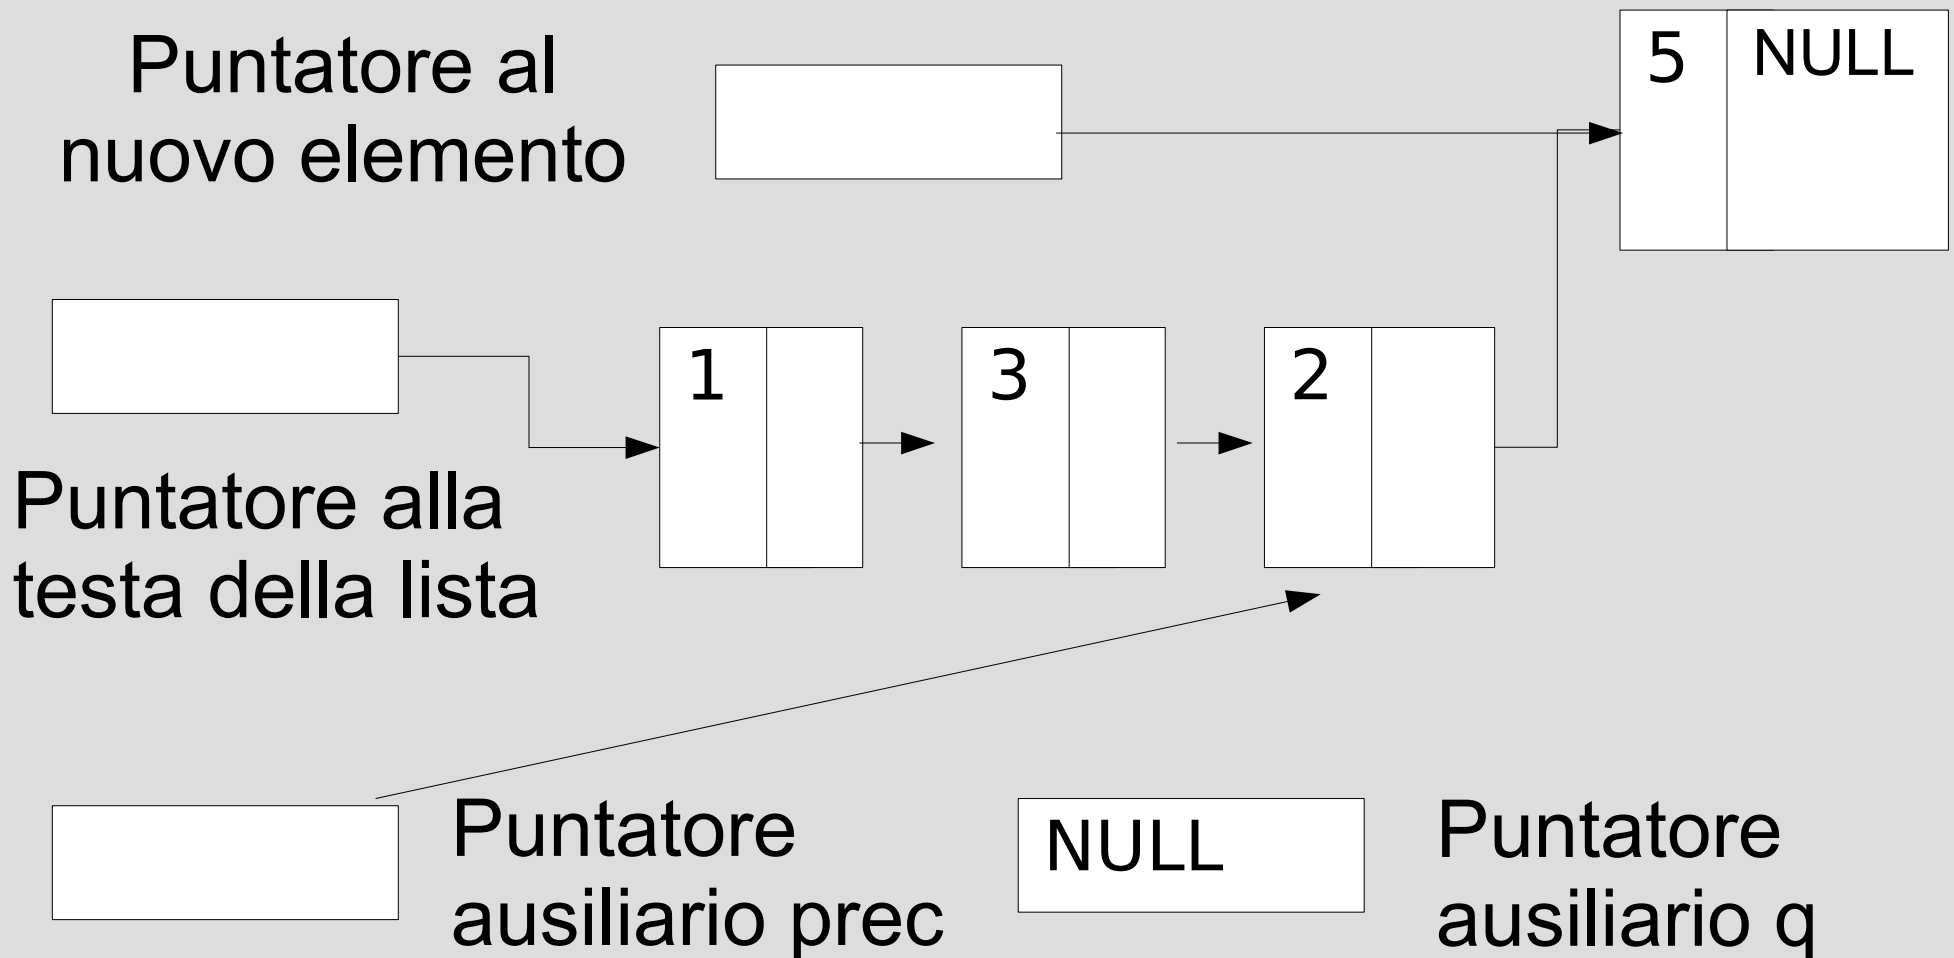 Puntatore al
nuovo elemento
5 NULL
1 3 2
Puntatore alla
testa della lista
Puntatore
ausiliario prec
NULL
Puntatore
ausiliario q